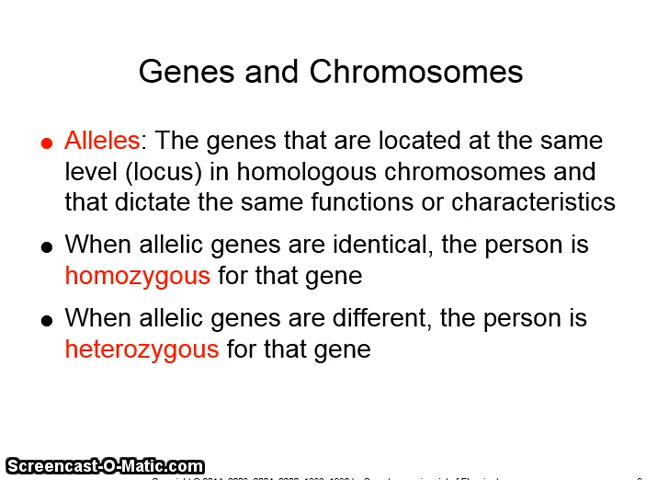 Genes and Chromosomes
● Alleles: The genes that are located at the same
level (locus) in homologous chromosomes and
that dictate the same functions or characteristics
● When allelic genes are identical, the person is
homozygous for that gene
● When allelic genes are different, the person is
heterozygous for that gene
Screencast-O-Matic.com